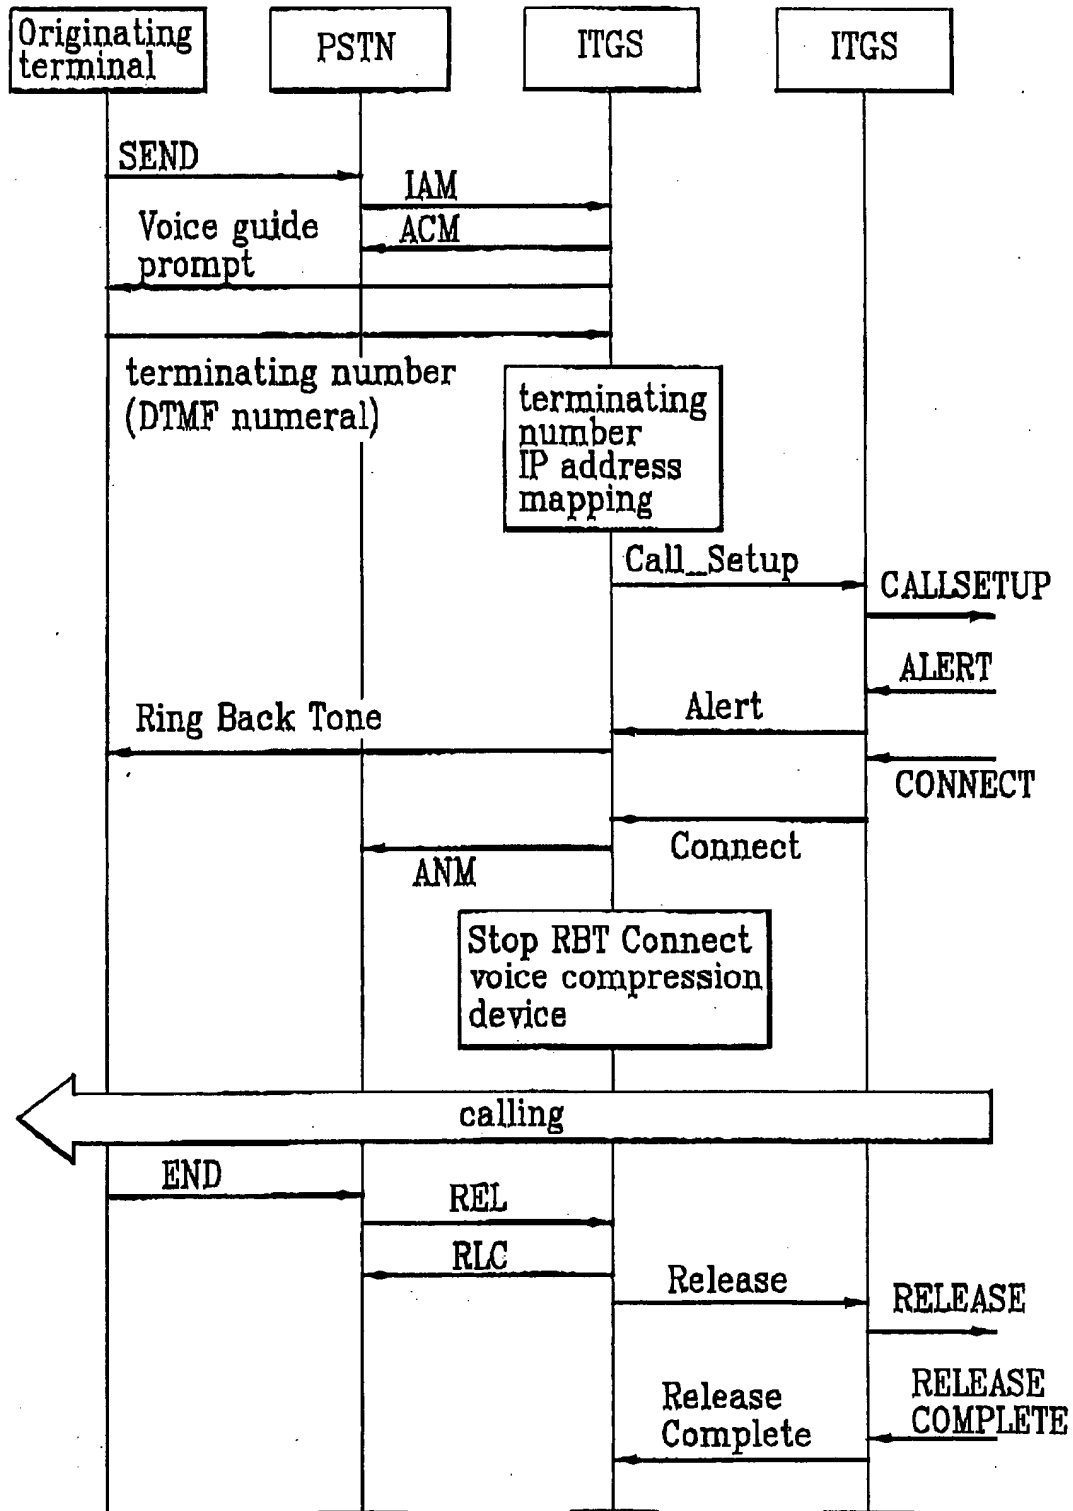 Originating
terminal
PSTN
ITGS
ITGS
SEND
IAM
ACM
Voice guide
prompt
terminating number
(DTMF numeral)
terminating
number
IP address
mapping
Call_Setup
CALLSETUP
ALERT
Alert
Ring Back Tone
CONNECT
Connect
ANM
Stop RBT Connect
voice compression
device
calling
END
REL
RLC
Release
RELEASE
RELEASE
COMPLETE
Release
Complete